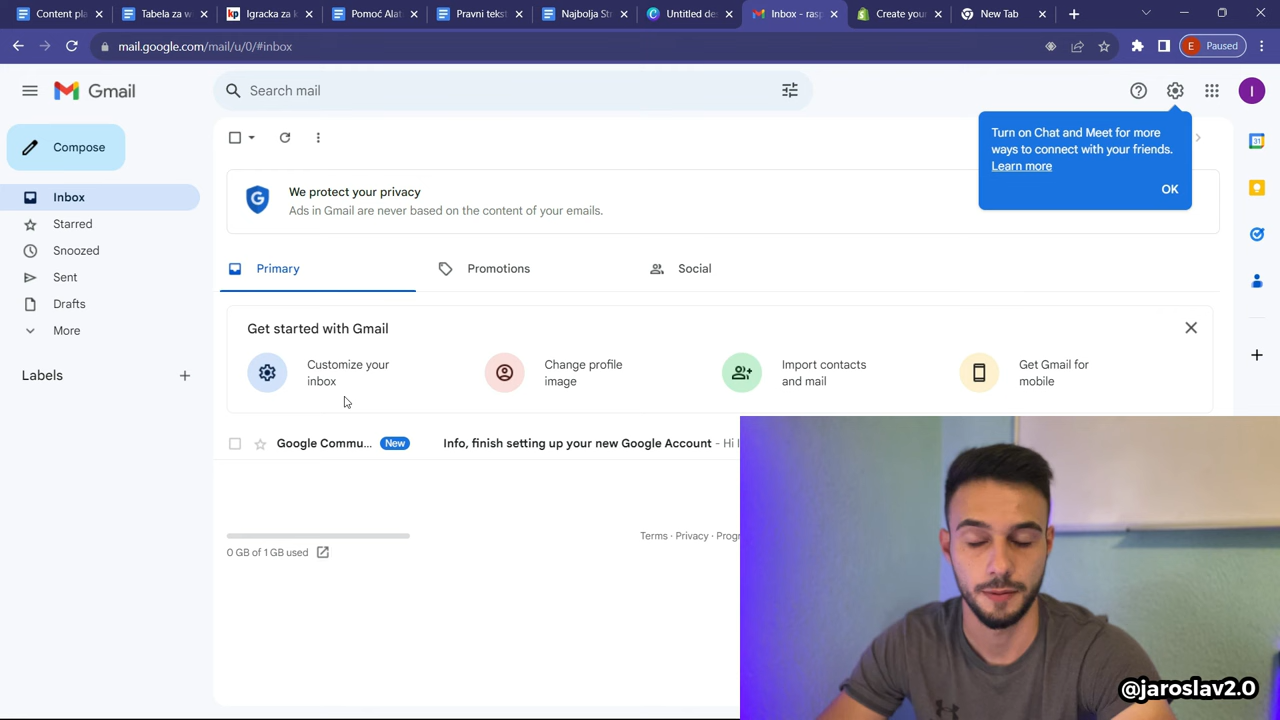 Content pla
Tabela za w
Igracka za k
Pomoć Alat
Pravni tekst
Najbolja Str
Untitled de
Inbox - rasp
Create your
New Tab
mail.google.com/mail/u/0/#inbox
E Paused
Gmail
Search mail
I
Turn on Chat and Meet for more
ways to connect with your friends.
Learn more
OK
Compose
Inbox
Starred
Snoozed
Sent
Drafts
More
Labels
We protect your privacy
Ads in Gmail are never based on the content of your emails.
Primary
Promotions
Social
Get started with Gmail
Customize your
inbox
Change profile
image
Import contacts
and mail
Get Gmail for
mobile
Google Commu... New Info, finish setting up your new Google Account - Hi I
0 GB of 1 GB used
Terms · Privacy · Progr
31
@jaroslav2.0